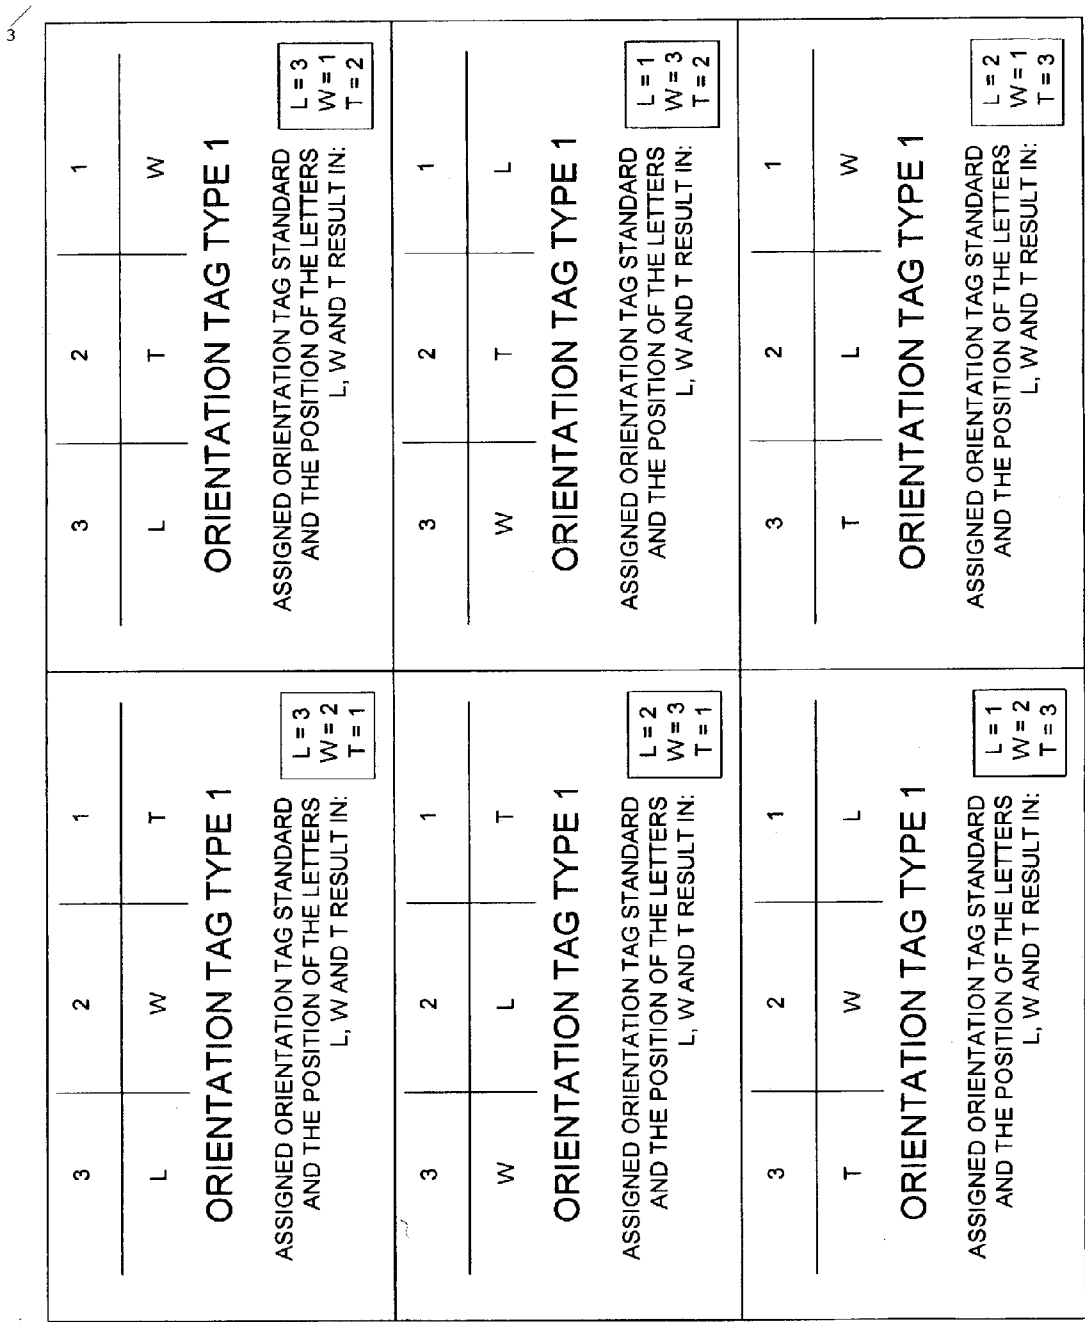 3
3 2 1
L W T
ORIENTATION TAG TYPE 1
ASSIGNED ORIENTATION TAG STANDARD
AND THE POSITION OF THE LETTERS
L, W AND T RESULT IN:
L = 3
W = 2
T = 1
3 2 1
L T W
ORIENTATION TAG TYPE 1
ASSIGNED ORIENTATION TAG STANDARD
AND THE POSITION OF THE LETTERS
L, W AND T RESULT IN:
L = 3
W = 1
T = 2
3 2 1
W L T
ORIENTATION TAG TYPE 1
ASSIGNED ORIENTATION TAG STANDARD
AND THE POSITION OF THE LETTERS
L, W AND T RESULT IN:
L = 2
W = 3
T = 1
3 2 1
W T L
ORIENTATION TAG TYPE 1
ASSIGNED ORIENTATION TAG STANDARD
AND THE POSITION OF THE LETTERS
L, W AND T RESULT IN:
L = 1
W = 3
T = 2
3 2 1
T W L
ORIENTATION TAG TYPE 1
ASSIGNED ORIENTATION TAG STANDARD
AND THE POSITION OF THE LETTERS
L, W AND T RESULT IN:
L = 1
W = 2
T = 3
3 2 1
T L W
ORIENTATION TAG TYPE 1
ASSIGNED ORIENTATION TAG STANDARD
AND THE POSITION OF THE LETTERS
L, W AND T RESULT IN:
L = 2
W = 1
T = 3